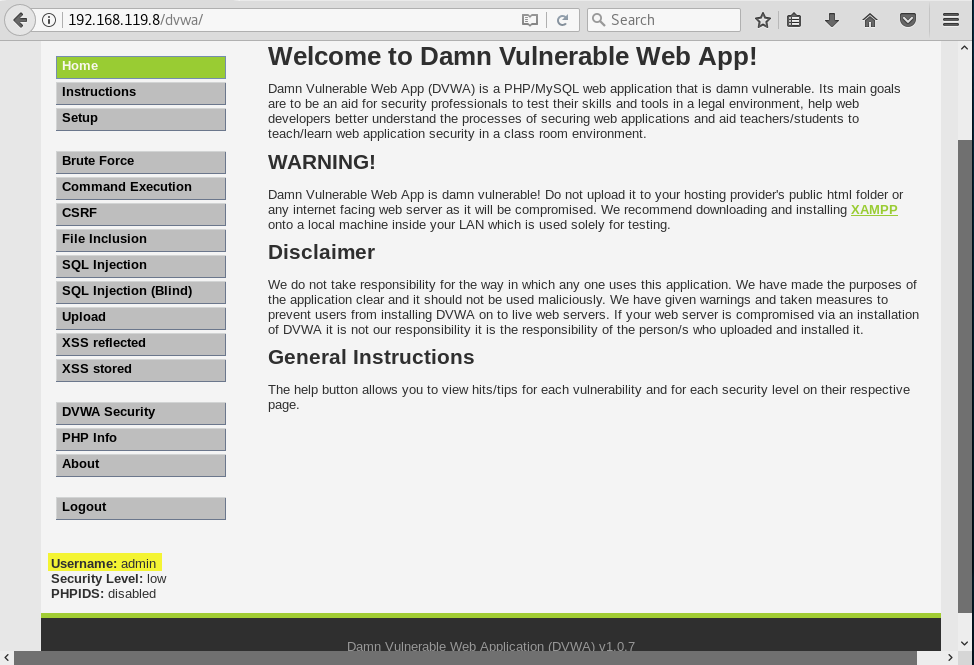 192.168.119.8/dvwa/
Search
Home
Instructions
Setup
Brute Force
Command Execution
CSRF
File Inclusion
SQL Injection
SQL Injection (Blind)
Upload
XSS reflected
XSS stored
DVWA Security
PHP Info
About
Logout
Username: admin
Security Level: low
PHPIDS: disabled
Welcome to Damn Vulnerable Web App!
Damn Vulnerable Web App (DVWA) is a PHP/MySQL web application that is damn vulnerable. Its main goals
are to be an aid for security professionals to test their skills and tools in a legal environment, help web
developers better understand the processes of securing web applications and aid teachers/students to
teach/learn web application security in a class room environment.
WARNING!
Damn Vulnerable Web App is damn vulnerable! Do not upload it to your hosting provider's public html folder or
any internet facing web server as it will be compromised. We recommend downloading and installing XAMPP
onto a local machine inside your LAN which is used solely for testing.
Disclaimer
We do not take responsibility for the way in which any one uses this application. We have made the purposes of
the application clear and it should not be used maliciously. We have given warnings and taken measures to
prevent users from installing DVWA on to live web servers. If your web server is compromised via an installation
of DVWA it is not our responsibility it is the responsibility of the person/s who uploaded and installed it.
General Instructions
The help button allows you to view hits/tips for each vulnerability and for each security level on their respective
page.
Damn Vulnerable Web Application (DVWA) v1.0.7